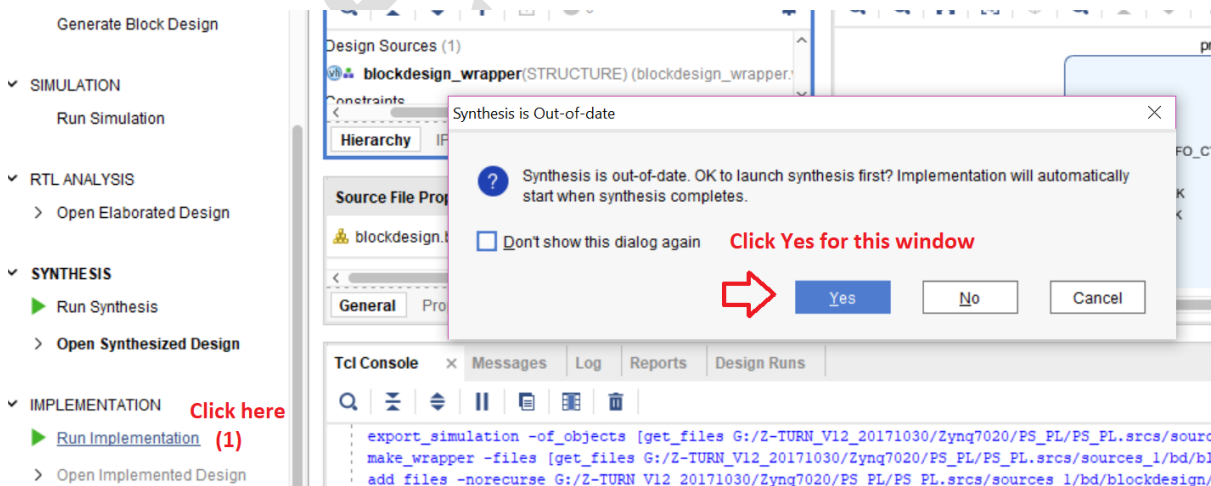 Generate Block Design
SIMULATION
Run Simulation
RTL ANALYSIS
Open Elaborated Design
SYNTHESIS
Run Synthesis
Open Synthesized Design
IMPLEMENTATION
Click here
Run Implementation (1)
Open Implemented Design
Design Sources (1)
blockdesign_wrapper(STRUCTURE) (blockdesign_wrapper.
Constraints
Hierarchy IP
Source File Prop
blockdesign.b
General Pro
Synthesis is Out-of-date
Synthesis is out-of-date. OK to launch synthesis first? Implementation will automatically
start when synthesis completes.
Don't show this dialog again
Click Yes for this window
Yes No Cancel
pr
FO_CT
K
K
Tcl Console Messages Log Reports Design Runs
export_simulation -of_objects [get_files G:/Z-TURN_V12_20171030/Zynq7020/PS_PL/PS_PL.srcs/sourc
make_wrapper -files [get_files G:/Z-TURN_V12_20171030/Zynq7020/PS_PL/PS_PL.srcs/sources_1/bd/bl
add_files -norecurse G:/Z-TURN_V12_20171030/Zynq7020/PS_PL/PS_PL.srcs/sources_1/bd/blockdesign/